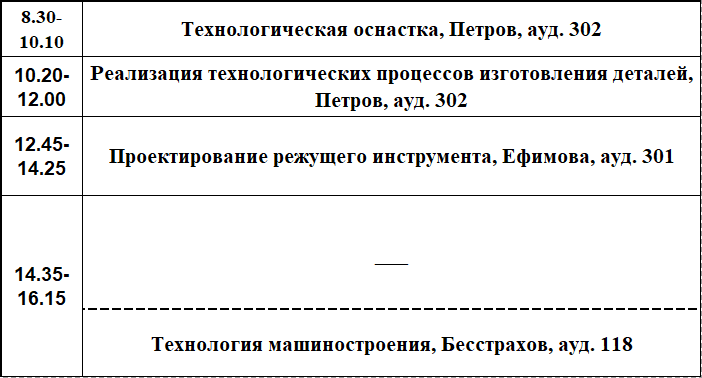 8.30-
10.10
Технологическая оснастка, Петров, ауд. 302
10.20-
12.00
Реализация технологических процессов изготовления деталей,
Петров, ауд. 302
12.45-
14.25
Проектирование режущего инструмента, Ефимова, ауд. 301
14.35-
16.15
___
Технология машиностроения, Бесстрахов, ауд. 118